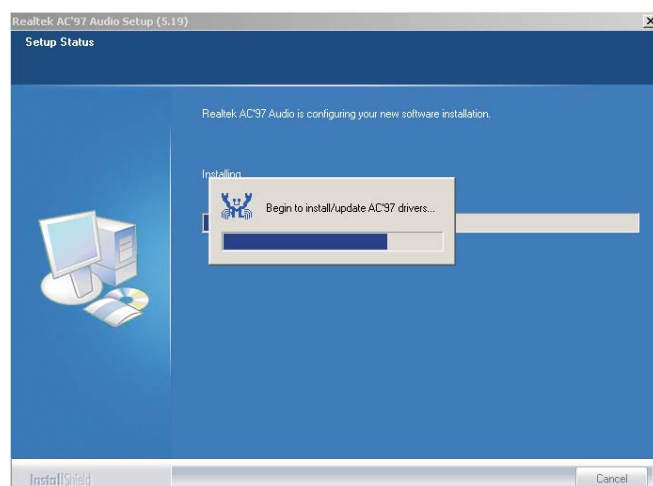 Realtek AC'97 Audio Setup (5.19)
Setup Status
Realtek AC'97 Audio is configuring your new software installation.
Installing
Begin to install/update AC'97 drivers...
InstallShield
Cancel